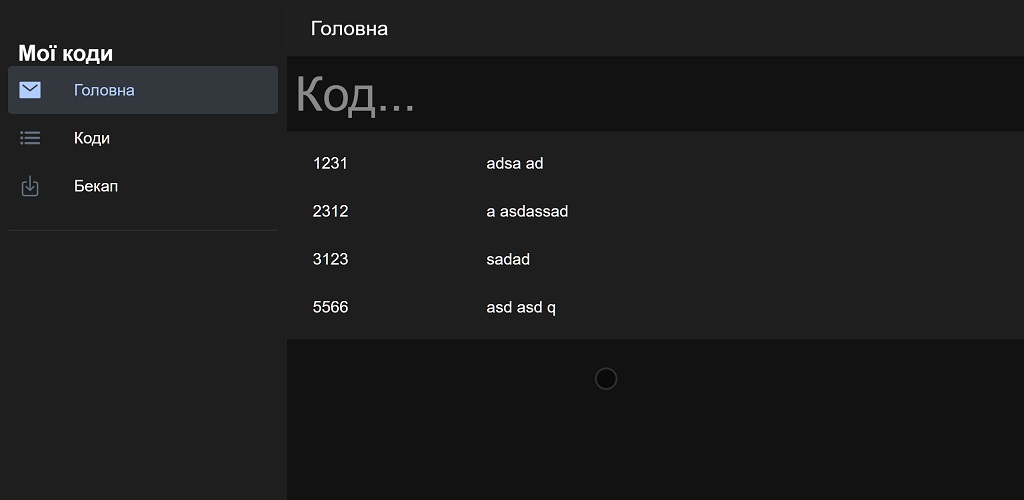 Мої коди
Головна
Коди
Бекап
Головна
Код...
1231 adsa ad
2312 a asdassad
3123 sadad
5566 asd asd q